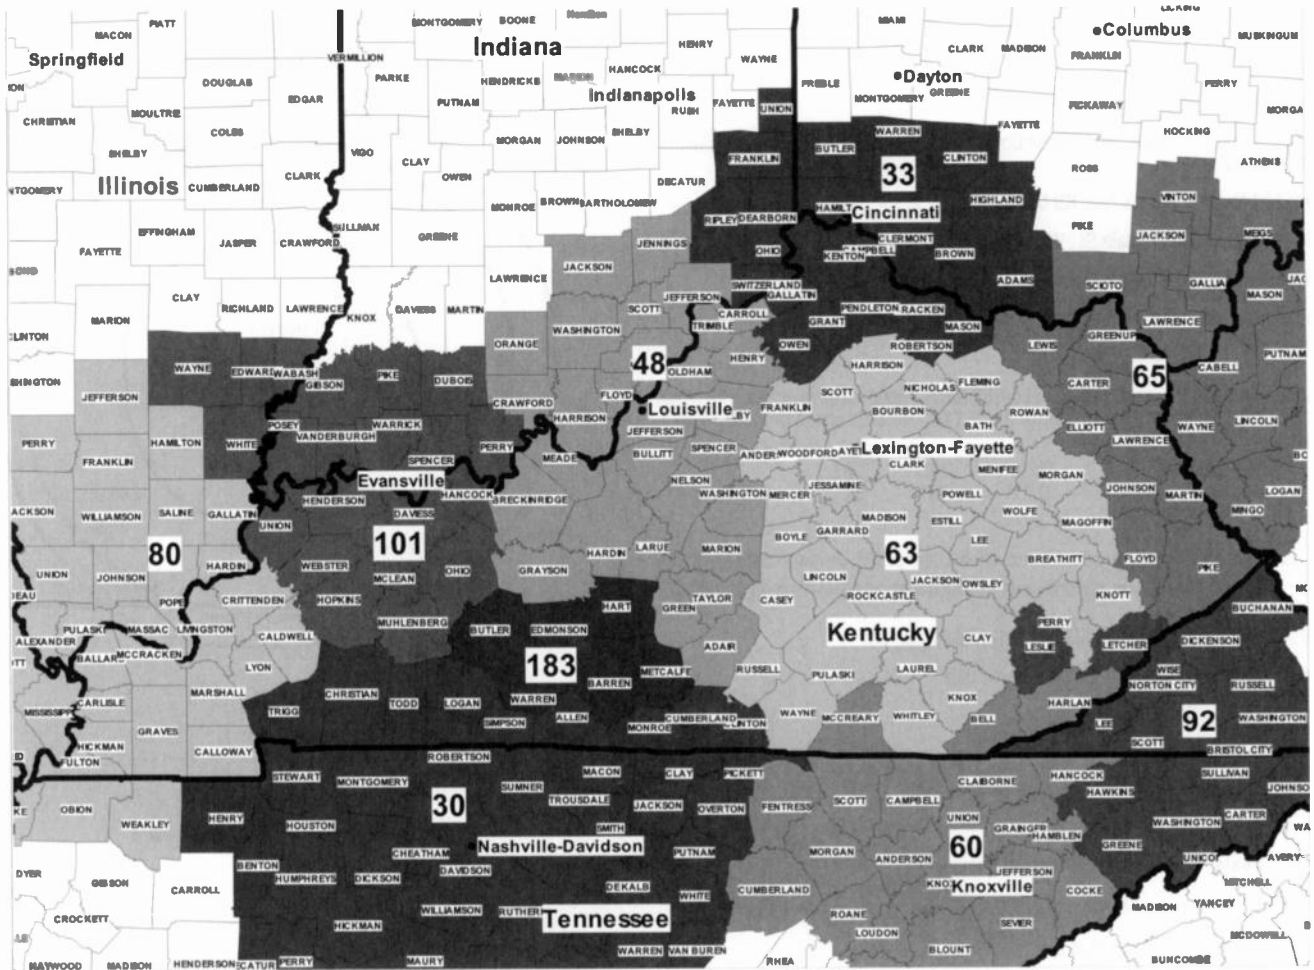 MONTGOMERY BOONE
PIATT MIAMI
MACON HENRY Columbus MUSKINGUM
Springfield VERMILLION Indiana WAYNE CLARK MADISON FRANKLIN
DOUGLAS PARKE HENDRICKS MARION HANCOCK PREBLE Dayton PERRY
EDGAR PUTNAM Indianapolis FAYETTE UNION MONTGOMERY GREENE PICKAWAY
CHRISTIAN MOULTRIE RUSH
COLES MORGAN JOHNSON SHELBY BUTLER WARREN FAYETTE HOCKING
SHELBY VIGO CLAY FRANKLIN CLINTON ROSS ATHENS
Illinois CUMBERLAND CLARK OWEN DECATUR 33
MONROE BROWN BARTHOLOMEW HIGHLAND VINTON
EFFINGHAM SULLIVAN RIPLEY DEARBORN Cincinnati PIKE
FAYETTE JASPER CRAWFORD GREENE JENNINGS OHIO CLERMONT JACKSON MEIGS
JACKSON KENTON CAMPBELL BROWN
LAWRENCE SWITZERLAND ADAMS SCIOTO GALLIA
CLAY RICHLAND LAWRENCE DAVIESS MARTIN JEFFERSON GALLATIN MASON
MARION KNOX SCOTT CARROLL PENDLETON BRACKEN LAWRENCE
WASHINGTON TRIMBLE GRANT MASON GREENUP
ORANGE HENRY OWEN ROBERTSON LEWIS PUTNAM
WAYNE WABASH GIBSON PIKE DUBOIS 48 OLDHAM HARRISON 65 CABELL
JEFFERSON SCOTT NICHOLAS FLEMING CARTER
CRAWFORD FLOYD Louisville FRANKLIN BOURBON ROWAN
HAMILTON POSEY WARRICK HARRISON JEFFERSON BATH ELLIOTT WAYNE LINCOLN
PERRY WHITE VANDERBURGH PERRY MEADE BULLITT SPENCER WOODFORD Lexington-Fayette LAWRENCE
FRANKLIN SPENCER CLARK MENIFEE MORGAN
Evansville NELSON JESSAMINE JOHNSON MARTIN LOGAN
HENDERSON HANCOCK BRECKINRIDGE WASHINGTON MERCER POWELL
WILLIAMSON SALINE GALLATIN UNION DAVIESS MADISON ESTILL WOLFE MAGOFFIN MINGO
80 101 BOYLE GARRARD 63 LEE
HARDIN WEBSTER MCLEAN OHIO GRAYSON HARDIN LARUE MARION BREATHITT FLOYD PIKE
UNION JOHNSON LINCOLN JACKSON OWSLEY
POPE CRITTENDEN HOPKINS HART TAYLOR CASEY ROCKCASTLE KNOTT
MUHLENBERG GREEN BUCHANAN
PULASKI MASSAC LIVINGSTON CALDWELL BUTLER EDMONSON PERRY
ALEXANDER Kentucky CLAY DICKENSON
BALLARD MCCRACKEN ADAIR LESLIE LETCHER
LYON 183 METCALFE RUSSELL PULASKI LAUREL WISE
BARREN NORTON CITY RUSSELL
MARSHALL CHRISTIAN TODD LOGAN WARREN KNOX
MISSISSIPPI CARLISLE TRIGG HARLAN
SIMPSON ALLEN CUMBERLAND WAYNE MCCREARY WHITLEY BELL LEE 92 WASHINGTON
GRAVES MONROE CLINTON
HICKMAN CALLOWAY SCOTT BRISTOL CITY
FULTON ROBERTSON
STEWART MONTGOMERY MACON CLAY PICKETT CLAIBORNE HANCOCK SULLIVAN
SUMNER HAWKINS
30 TROUSDALE JACKSON OVERTON FENTRESS SCOTT CAMPBELL
OBION WEAKLEY HENRY HOUSTON SMITH UNION GRAINGER WASHINGTON CARTER
Nashville-Davidson 60 HAMBLEN
CHEATHAM PUTNAM MORGAN ANDERSON GREENE UNICOI AVERY
DYER BENTON DAVIDSON JEFFERSON
GIBSON CARROLL HUMPHREYS DICKSON DEKALB WHITE CUMBERLAND Knoxville COCKE MITCHELL
WILLIAMSON Tennessee MADISON YANCEY
CROCKETT HICKMAN ROANE LOUDON SEVIER MCDOWELL
WARREN VAN BUREN BLOUNT
HAYWOOD MADISON HENDERSON PERRY MAURY RHEA BUNCOMBE